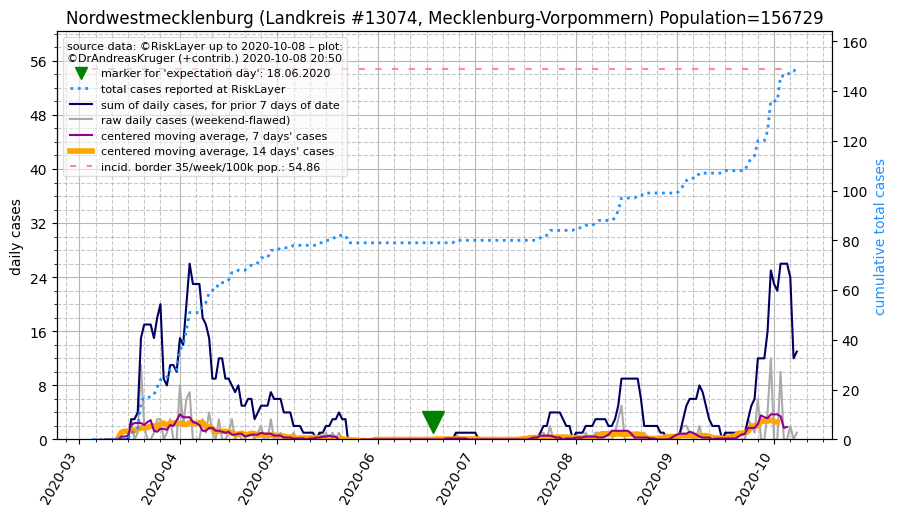 Nordwestmecklenburg (Landkreis #13074, Mecklenburg-Vorpommern) Population=156729
source data: ©RiskLayer up to 2020-10-08 – plot:
©DrAndreasKruger (+contrib.) 2020-10-08 20:50
marker for 'expectation day': 18.06.2020
total cases reported at RiskLayer
sum of daily cases, for prior 7 days of date
raw daily cases (weekend-flawed)
centered moving average, 7 days' cases
centered moving average, 14 days' cases
incid. border 35/week/100k pop.: 54.86
daily cases
56
48
40
32
24
16
8
0
160
140
120
100
80
60
40
20
0
cumulative total cases
2020-03
2020-04
2020-05
2020-06
2020-07
2020-08
2020-09
2020-10